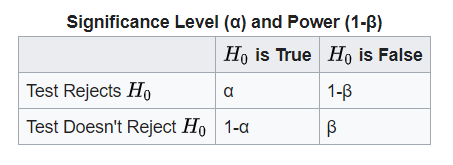 Significance Level (α) and Power (1-β)
H₀ is True H₀ is False
Test Rejects H₀ α 1-β
Test Doesn't Reject H₀ 1-α β